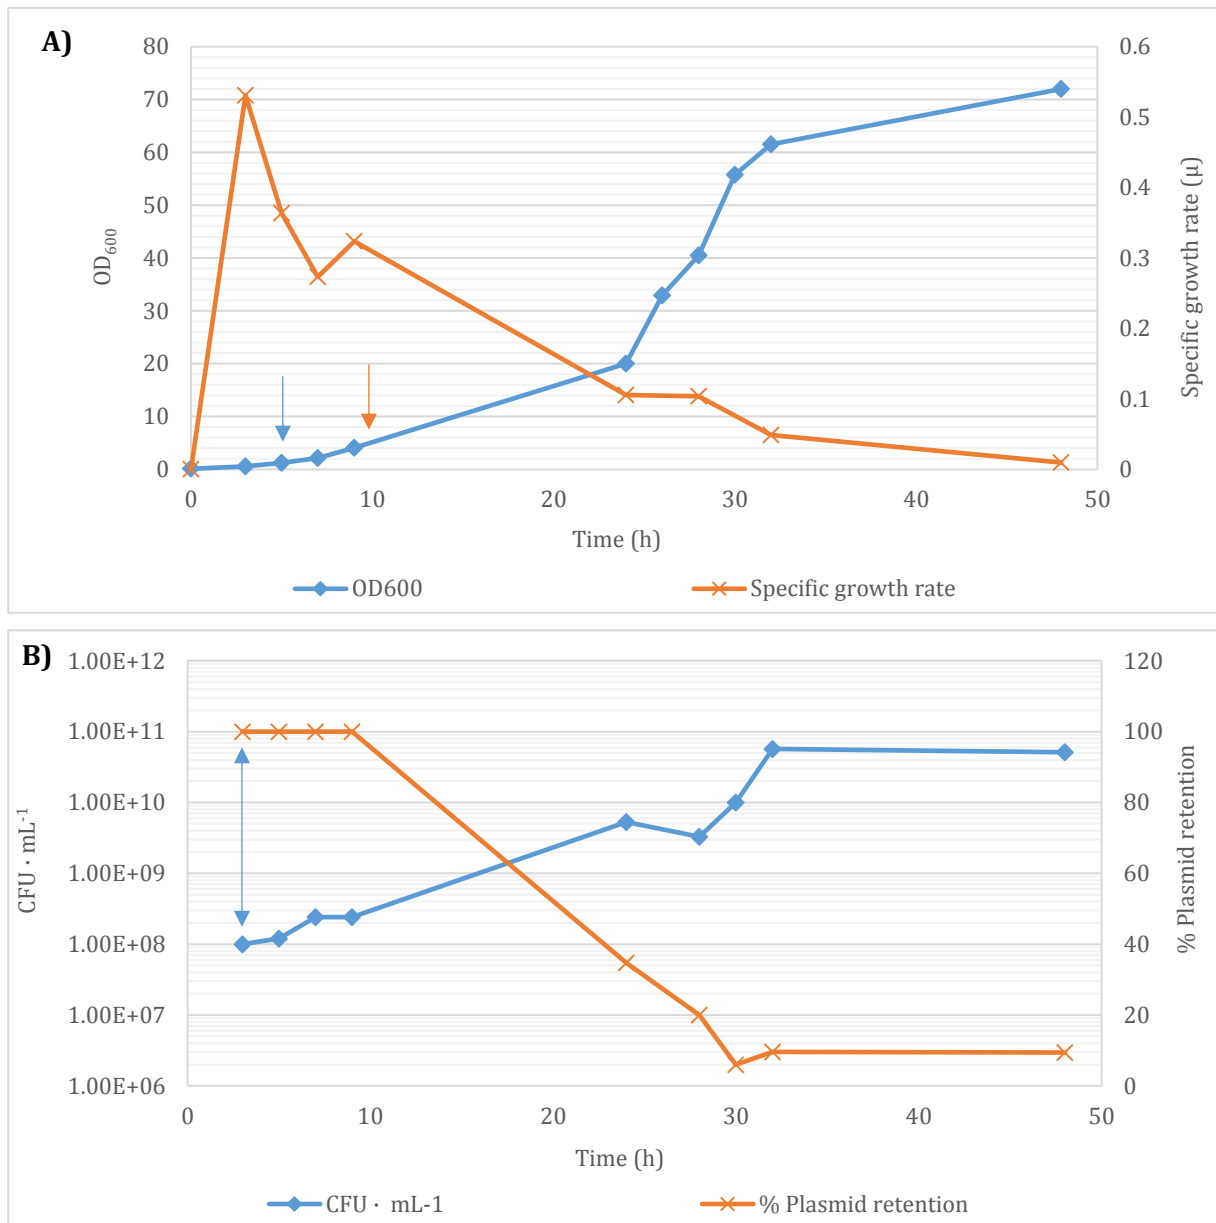 A)
80
70
60
50
40
30
20
10
0
OD600
0.6
0.5
0.4
0.3
0.2
0.1
0
Specific growth rate (µ)
0 10 20 30 40 50
Time (h)
OD600 Specific growth rate
B)
1.00E+12
1.00E+11
1.00E+10
1.00E+09
1.00E+08
1.00E+07
1.00E+06
CFU · mL-1
120
100
80
60
40
20
0
% Plasmid retention
0 10 20 30 40 50
Time (h)
CFU · mL-1 % Plasmid retention